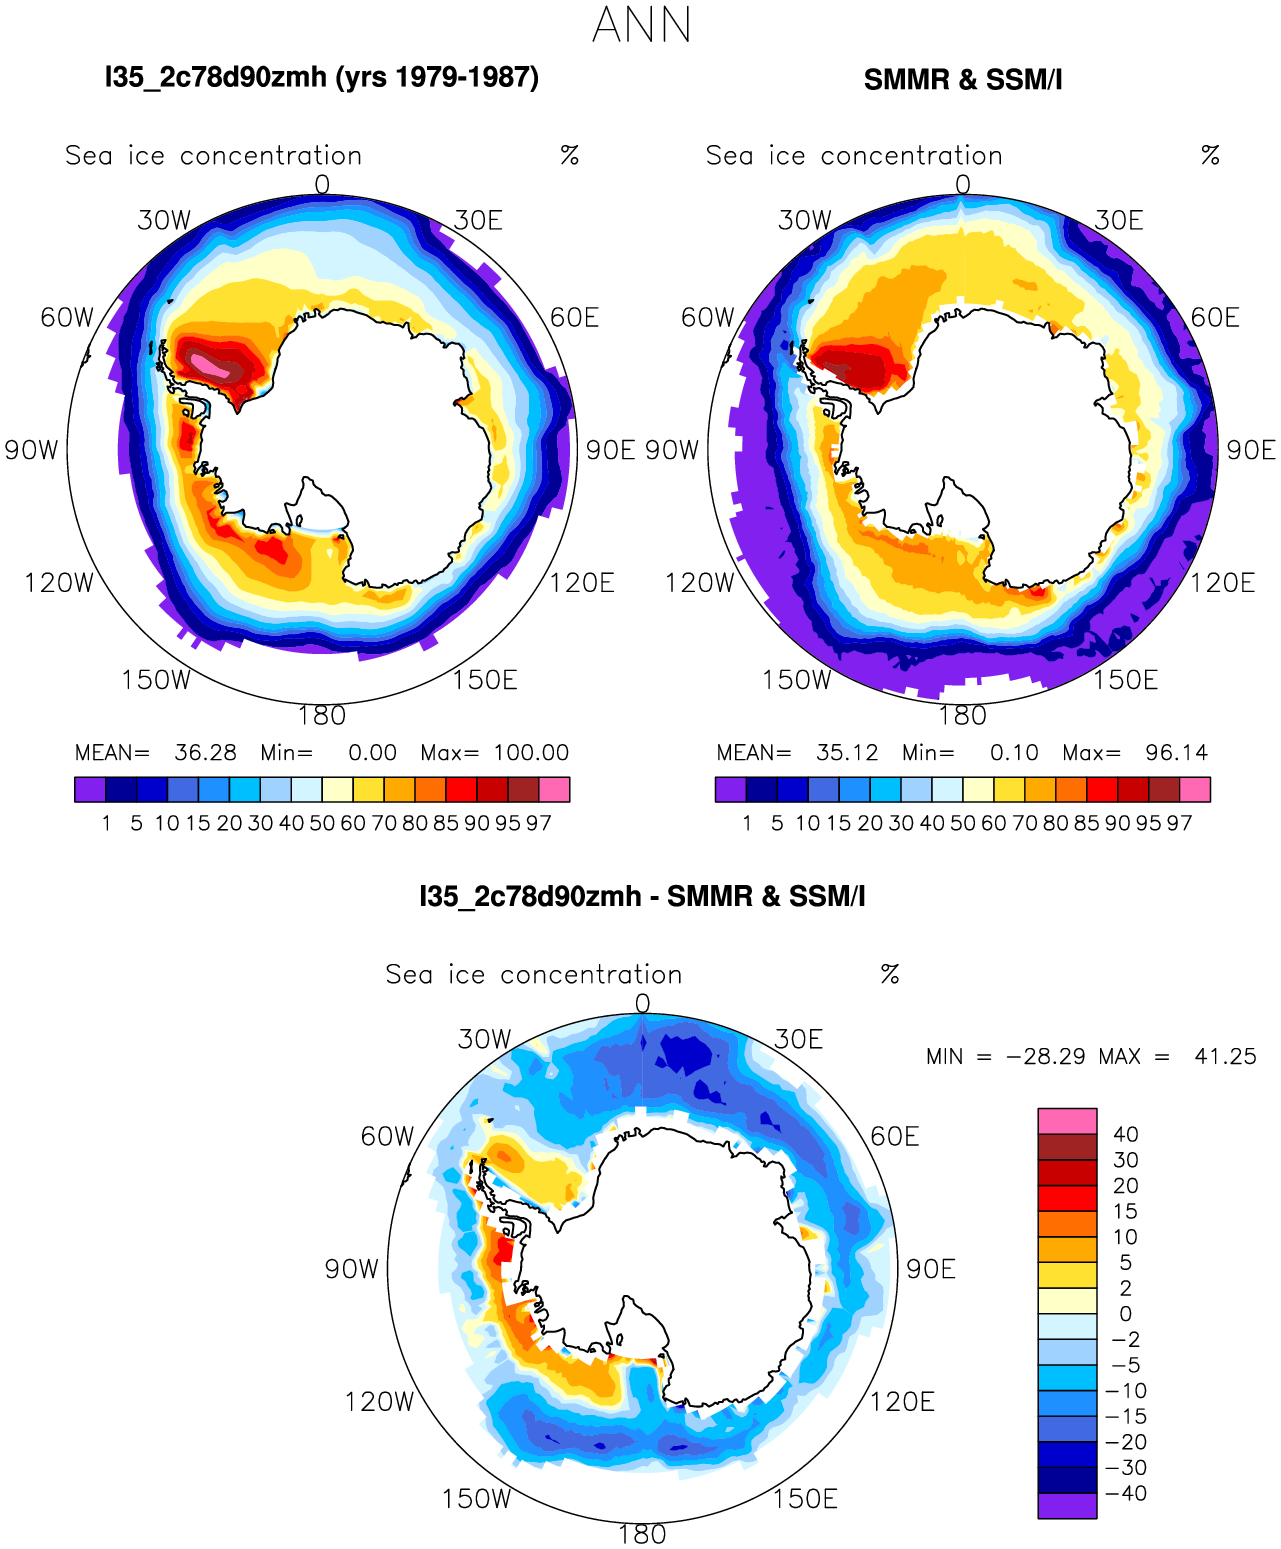 ANN
I35_2c78d90zmh (yrs 1979-1987)
SMMR & SSM/I
Sea ice concentration %
Sea ice concentration %
0
0
30W 30E
30W 30E
60W 60E
60W 60E
90W 90E
90W 90E
120W 120E
120W 120E
150W 150E
150W 150E
180
180
MEAN= 36.28 Min= 0.00 Max= 100.00
MEAN= 35.12 Min= 0.10 Max= 96.14
1 5 10 15 20 30 40 50 60 70 80 85 90 95 97
1 5 10 15 20 30 40 50 60 70 80 85 90 95 97
I35_2c78d90zmh - SMMR & SSM/I
Sea ice concentration %
0
30W 30E
MIN = -28.29 MAX = 41.25
60W 60E
90W 90E
120W 120E
150W 150E
180
40
30
20
15
10
5
2
0
-2
-5
-10
-15
-20
-30
-40